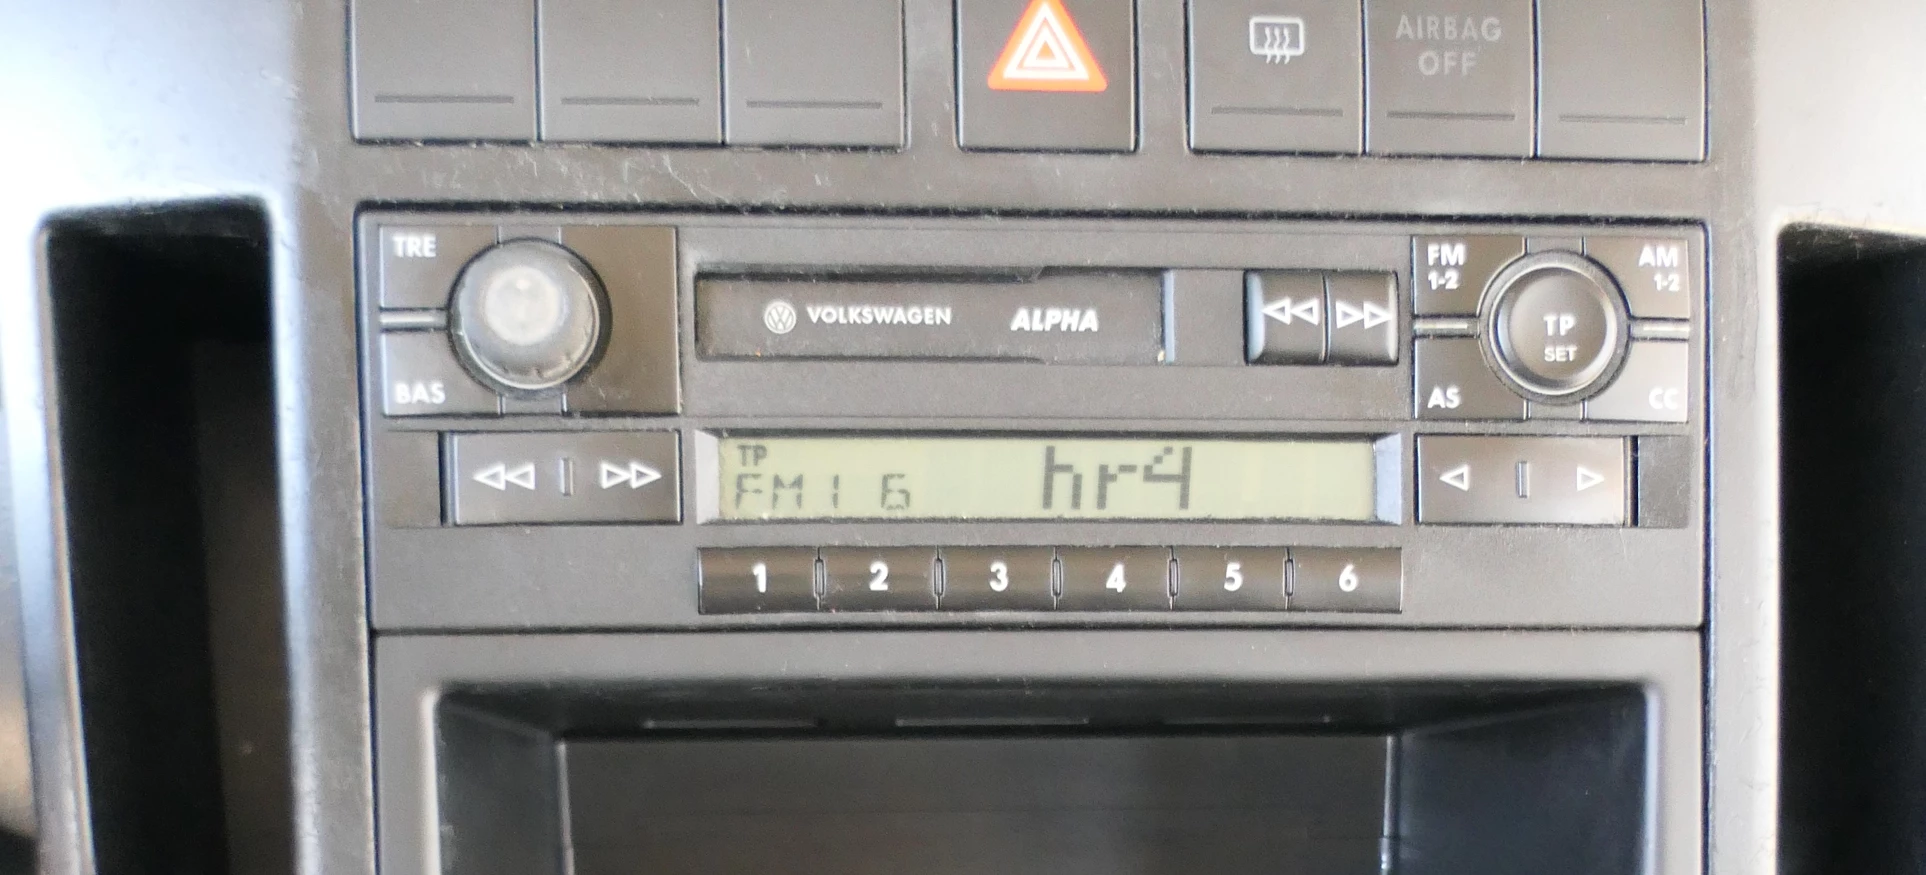 AIRBAG
OFF
TRE
BAS
VOLKSWAGEN ALPHA
FM
1-2
AM
1-2
TP
SET
AS
CC
TP
FM1 6 hr4
1 2 3 4 5 6